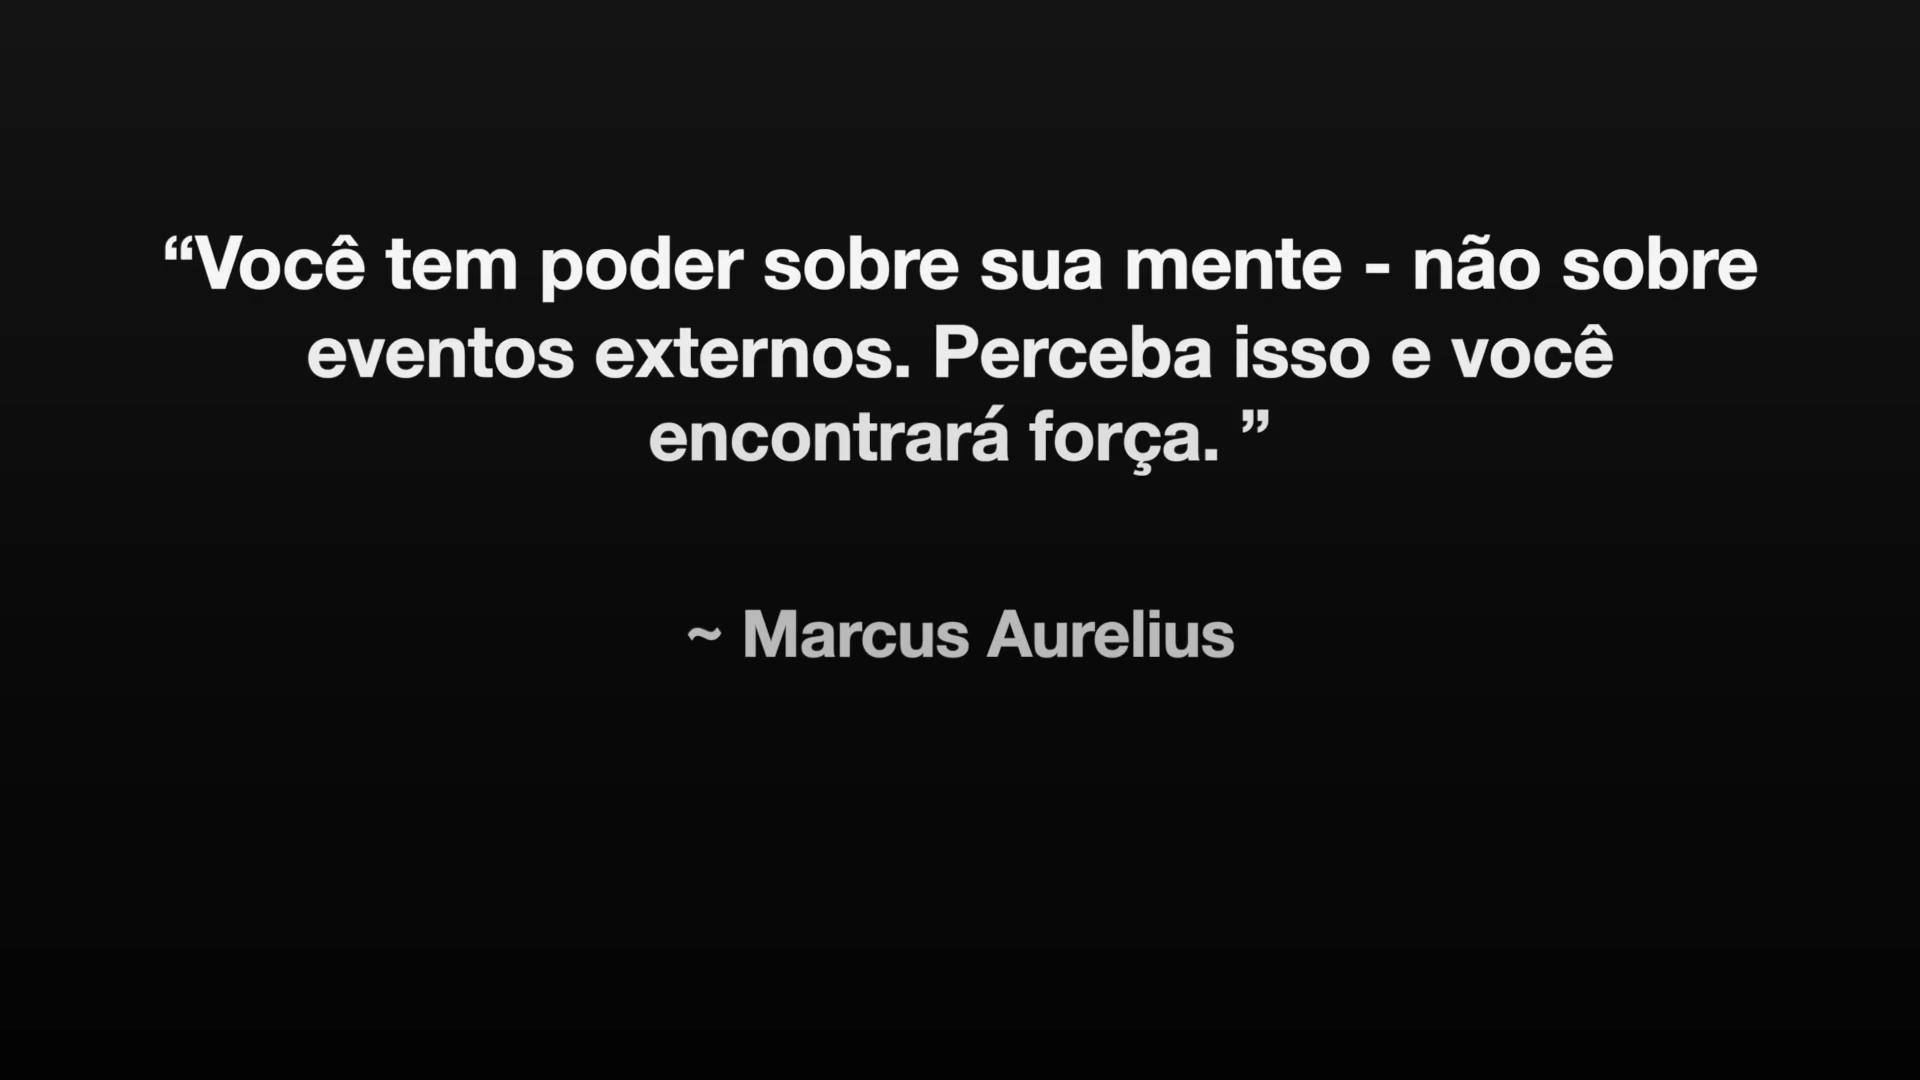 “Você tem poder sobre sua mente - não sobre
eventos externos. Perceba isso e você
encontrará força. ”
~ Marcus Aurelius